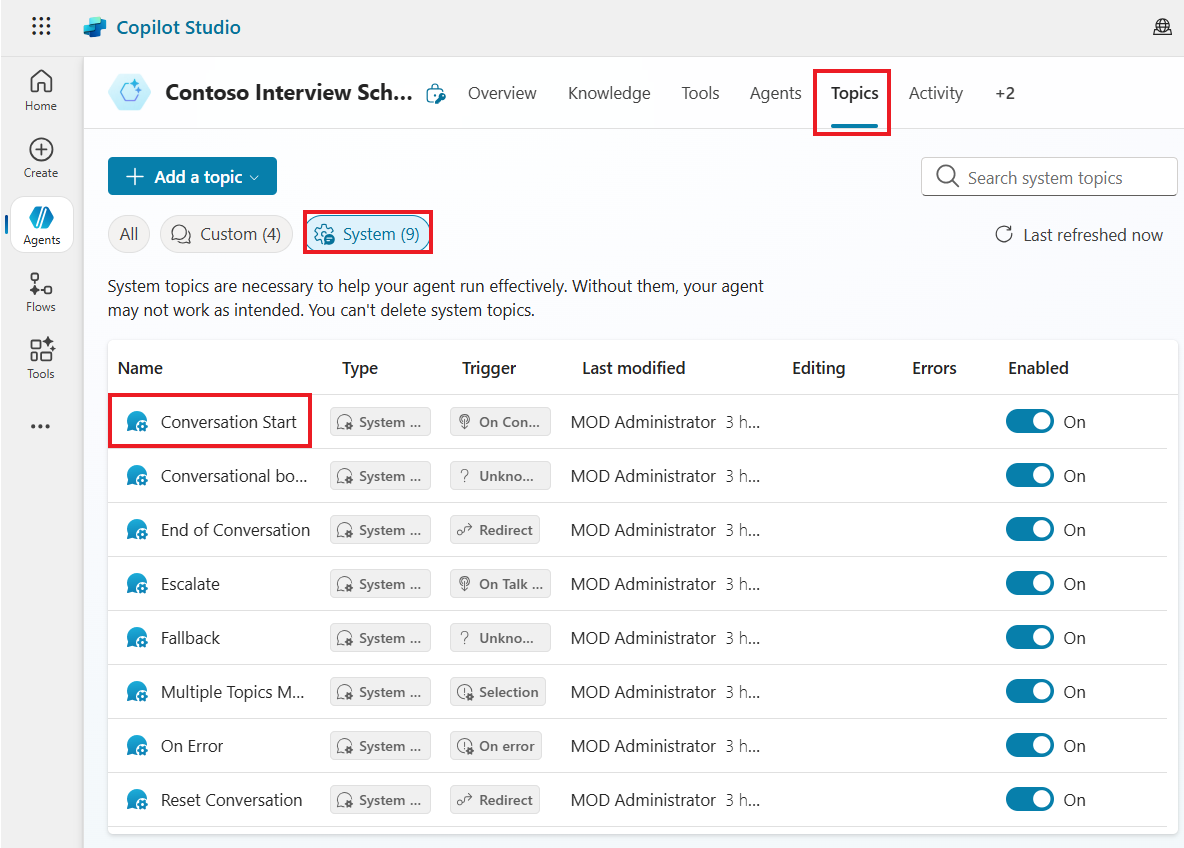 Copilot Studio
Home
Create
Agents
Flows
Tools
Contoso Interview Sch... Overview Knowledge Tools Agents Topics Activity +2
Add a topic
Search system topics
All Custom (4) System (9)
Last refreshed now
System topics are necessary to help your agent run effectively. Without them, your agent
may not work as intended. You can't delete system topics.
Name Type Trigger Last modified Editing Errors Enabled
Conversation Start System ... On Con... MOD Administrator 3 h... On
Conversational bo... System ... ? Unkno... MOD Administrator 3 h... On
End of Conversation System ... Redirect MOD Administrator 3 h... On
Escalate System ... On Talk ... MOD Administrator 3 h... On
Fallback System ... ? Unkno... MOD Administrator 3 h... On
Multiple Topics M... System ... Selection MOD Administrator 3 h... On
On Error System ... On error MOD Administrator 3 h... On
Reset Conversation System ... Redirect MOD Administrator 3 h... On